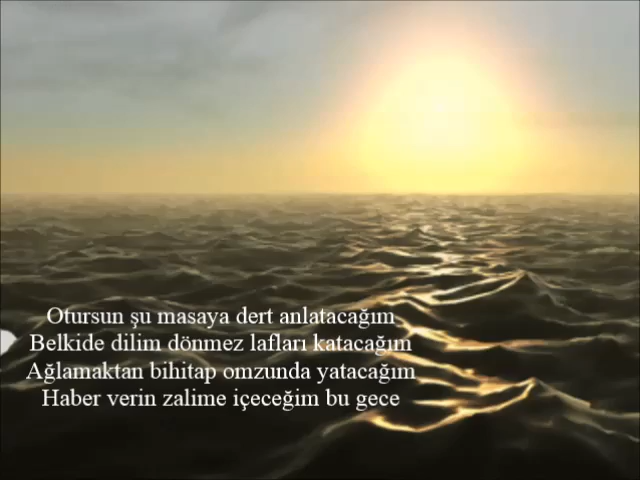 Otursun şu masaya dert anlatacağım
Belkide dilim dönmez lafları katacağım
Ağlamaktan bihitap omzunda yatacağım
Haber verin zalime içeceğim bu gece